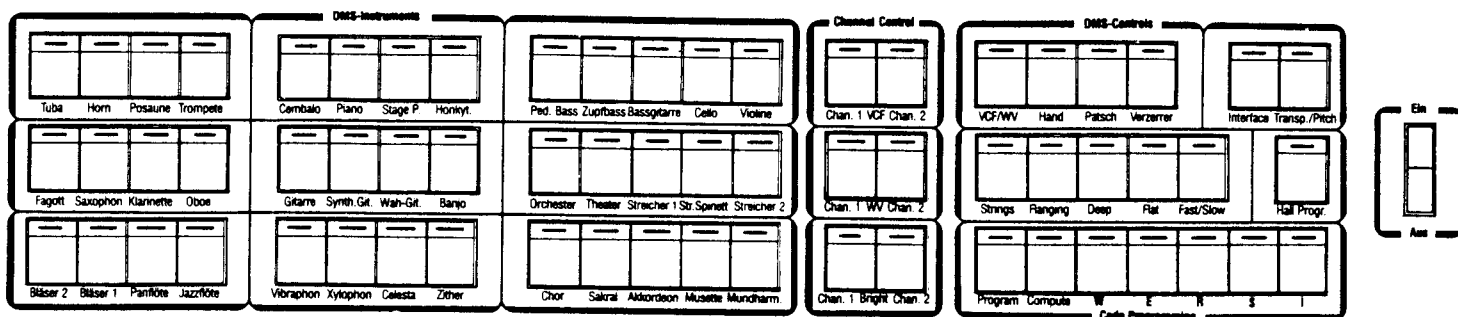 DMS-Instruments Channel Control DMS-Controls
Tuba Horn Posaune Trompete Cembalo Piano Stage P. Honkyt. Ped. Bass Zupfbass Bassgitarre Cello Violine Chan. 1 VCF Chan. 2 VCF/WV Hand Patsch Verzerrer Interface Transp./Pitch Ein
Fagott Saxophon Klarinette Oboe Gitarre Synth.Git. Wah-Git. Banjo Orchester Theater Streicher 1 Str.Spinett Streicher 2 Chan. 1 WV Chan. 2 Strings Ranging Deep Flat Fast/Slow Hall Progr. Aus
Bläser 2 Bläser 1 Panflöte Jazzflöte Vibraphon Xylophon Celesta Zither Chor Sakral Akkordeon Musette Mundharm. Chan. 1 Bright Chan. 2 Program Compute W E R S I
Code Programming